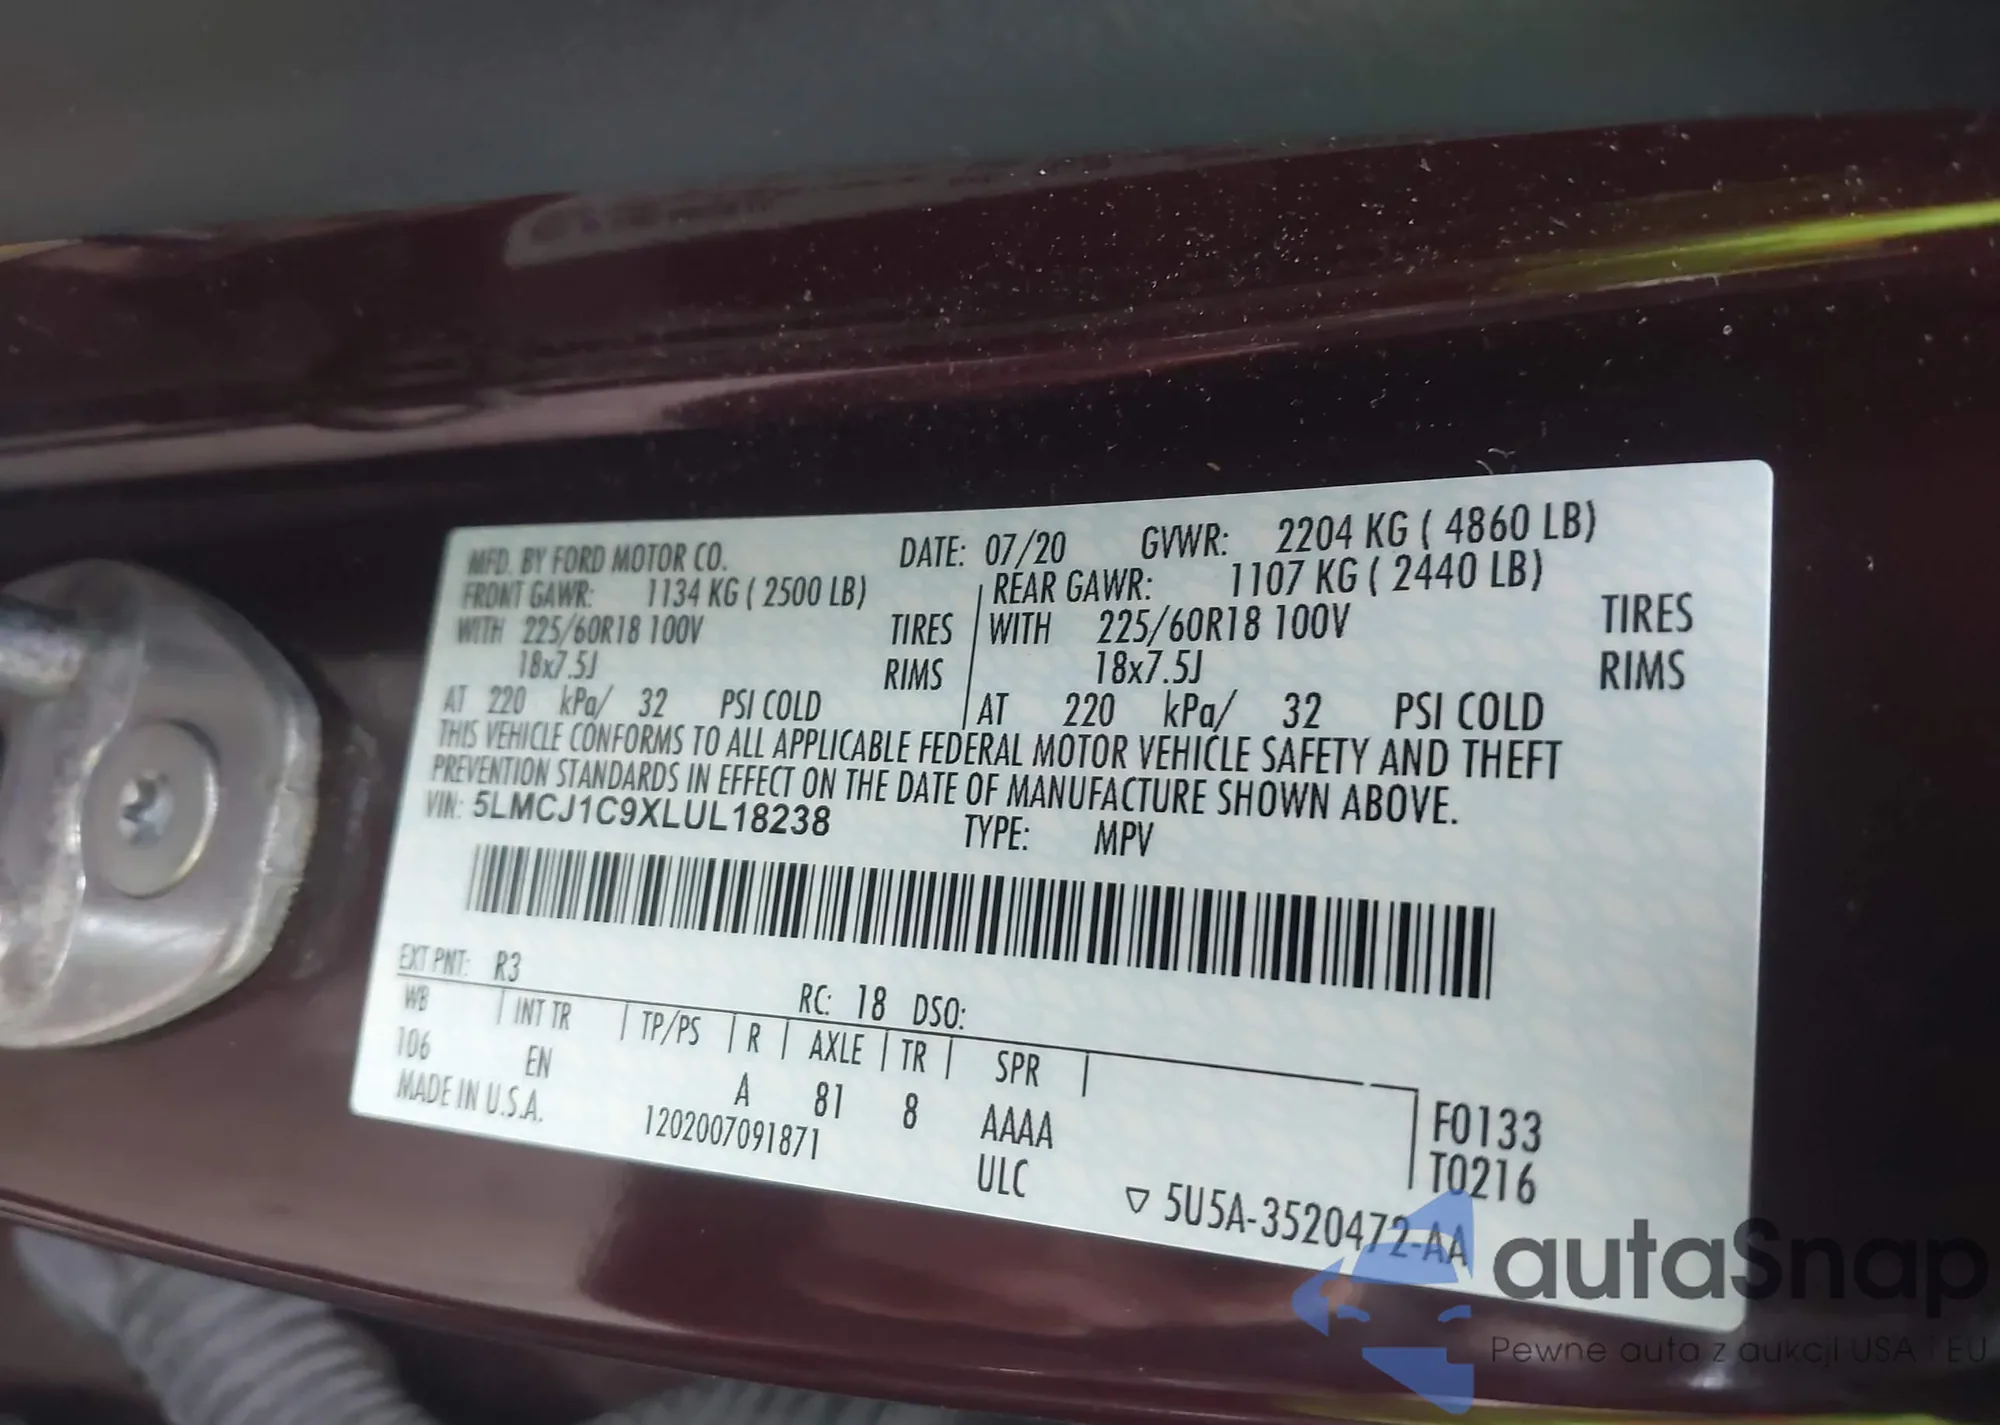 MFD. BY FORD MOTOR CO. DATE: 07/20 GVWR: 2204 KG ( 4860 LB)
FRONT GAWR: 1134 KG ( 2500 LB) REAR GAWR: 1107 KG ( 2440 LB)
WITH 225/60R18 100V TIRES WITH 225/60R18 100V TIRES
18x7.5J RIMS 18x7.5J RIMS
AT 220 kPa/ 32 PSI COLD AT 220 kPa/ 32 PSI COLD
THIS VEHICLE CONFORMS TO ALL APPLICABLE FEDERAL MOTOR VEHICLE SAFETY AND THEFT
PREVENTION STANDARDS IN EFFECT ON THE DATE OF MANUFACTURE SHOWN ABOVE.
VIN: 5LMCJ1C9XLUL18238 TYPE: MPV
EXT PNT: R3 RC: 18 DSO:
WB INT TR TP/PS R AXLE TR SPR
106 EN A 81 8 AAAA F0133
MADE IN U.S.A. 1202007091871 ULC T0216
▽ 5U5A-3520472-AA
autaSnap
Pewne auta z aukcji USA i EU